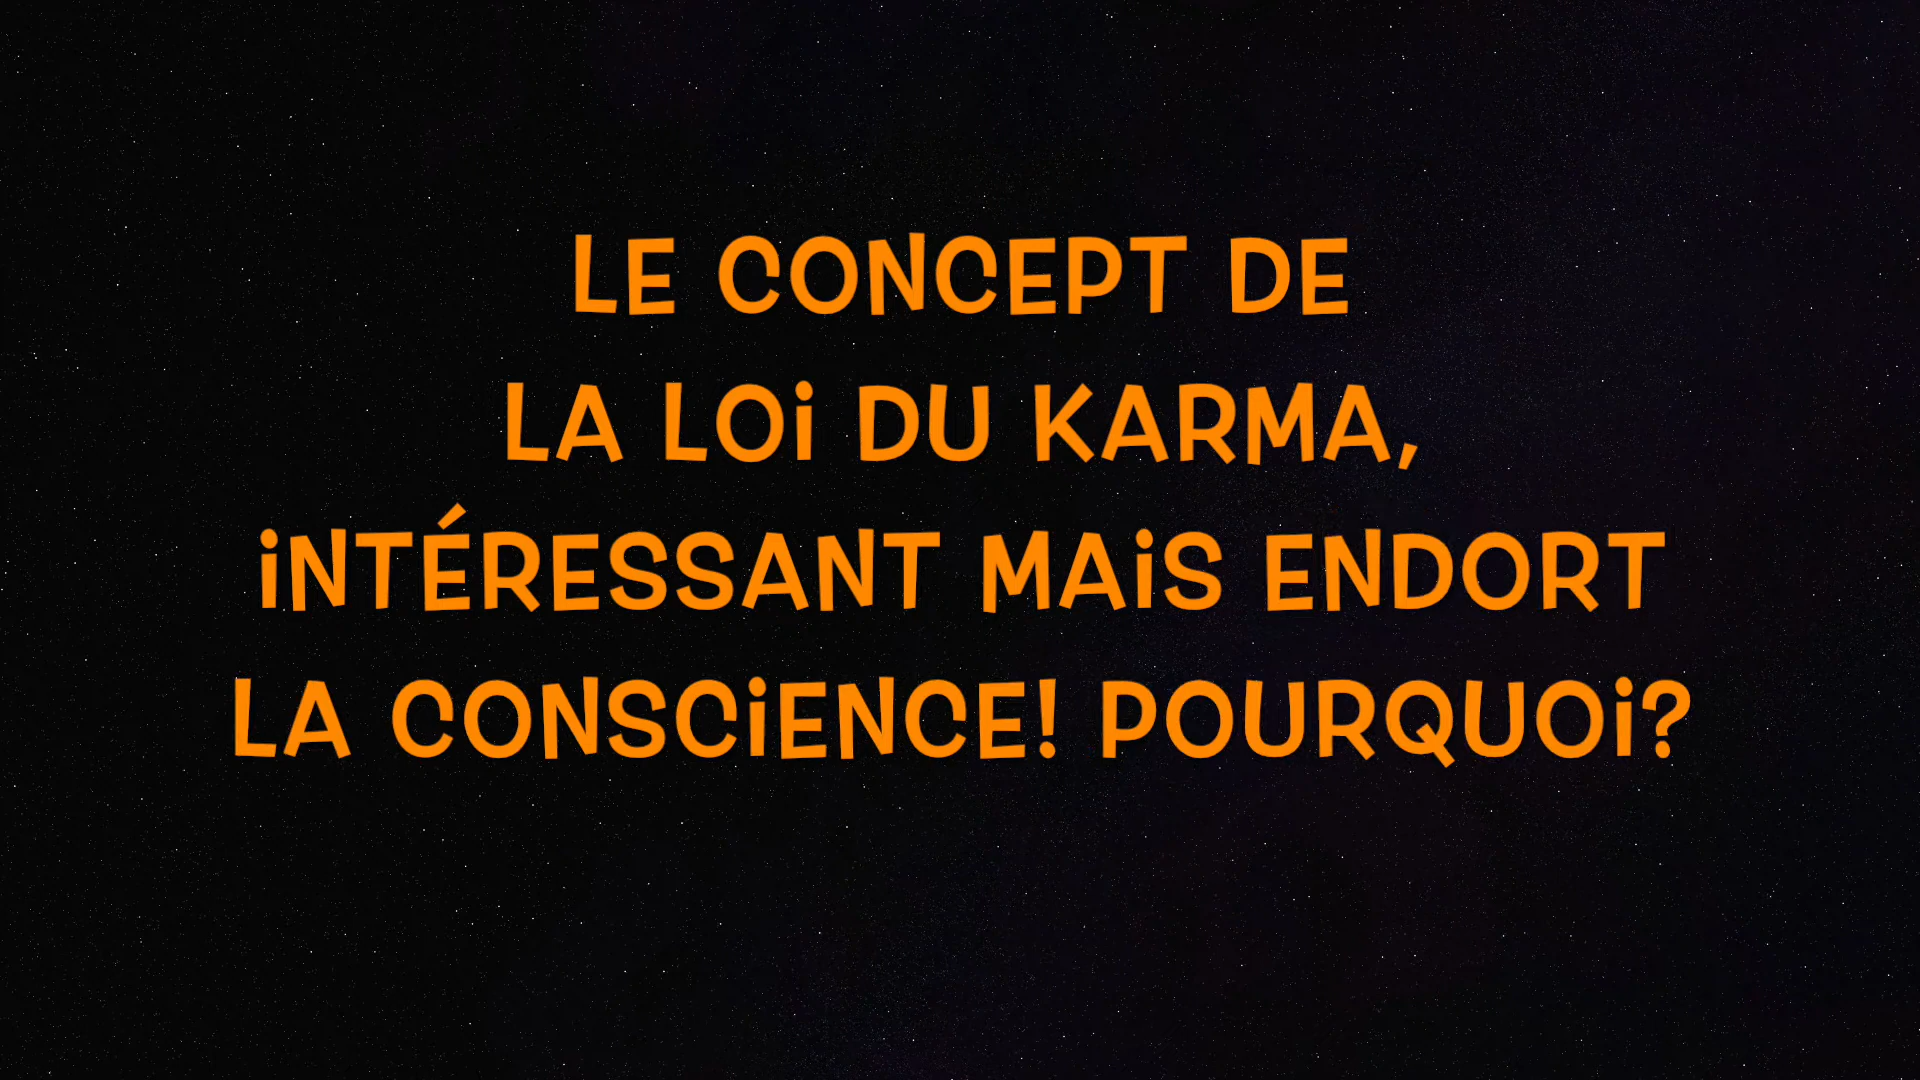 LE CONCEPT DE
LA LOi DU KARMA,
iNTÉRESSANT MAiS ENDORT
LA CONSCiENCE! POURQUOi?